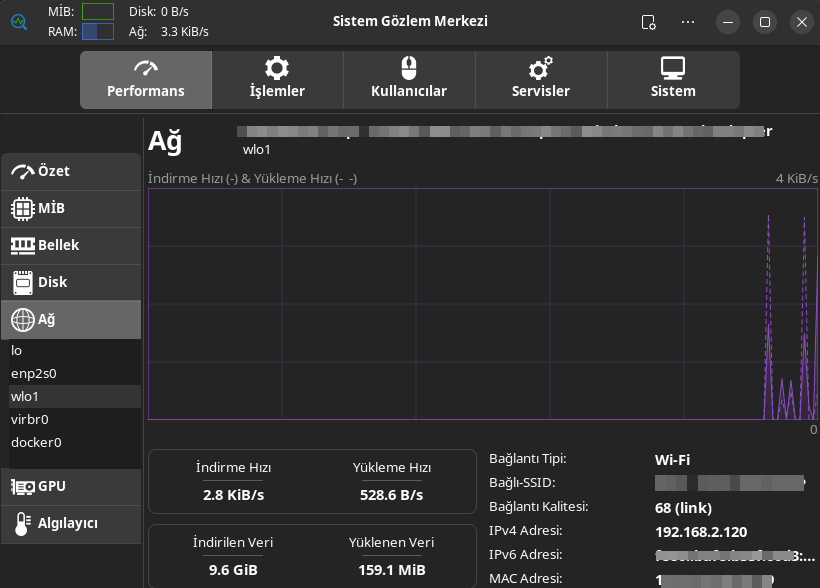 MİB:
Disk: 0 B/s
RAM:
Ağ: 3.3 KiB/s
Sistem Gözlem Merkezi
Performans
İşlemler
Kullanıcılar
Servisler
Sistem
Ağ
wlo1
İndirme Hızı (-) & Yükleme Hızı (- -)
4 KiB/s
Özet
MİB
Bellek
Disk
Ağ
lo
enp2s0
wlo1
virbr0
docker0
GPU
Algılayıcı
0
İndirme Hızı
2.8 KiB/s
Yükleme Hızı
528.6 B/s
İndirilen Veri
9.6 GiB
Yüklenen Veri
159.1 MiB
Bağlantı Tipi:
Wi-Fi
Bağlı-SSID:
Bağlantı Kalitesi:
68 (link)
IPv4 Adresi:
192.168.2.120
IPv6 Adresi:
MAC Adresi: